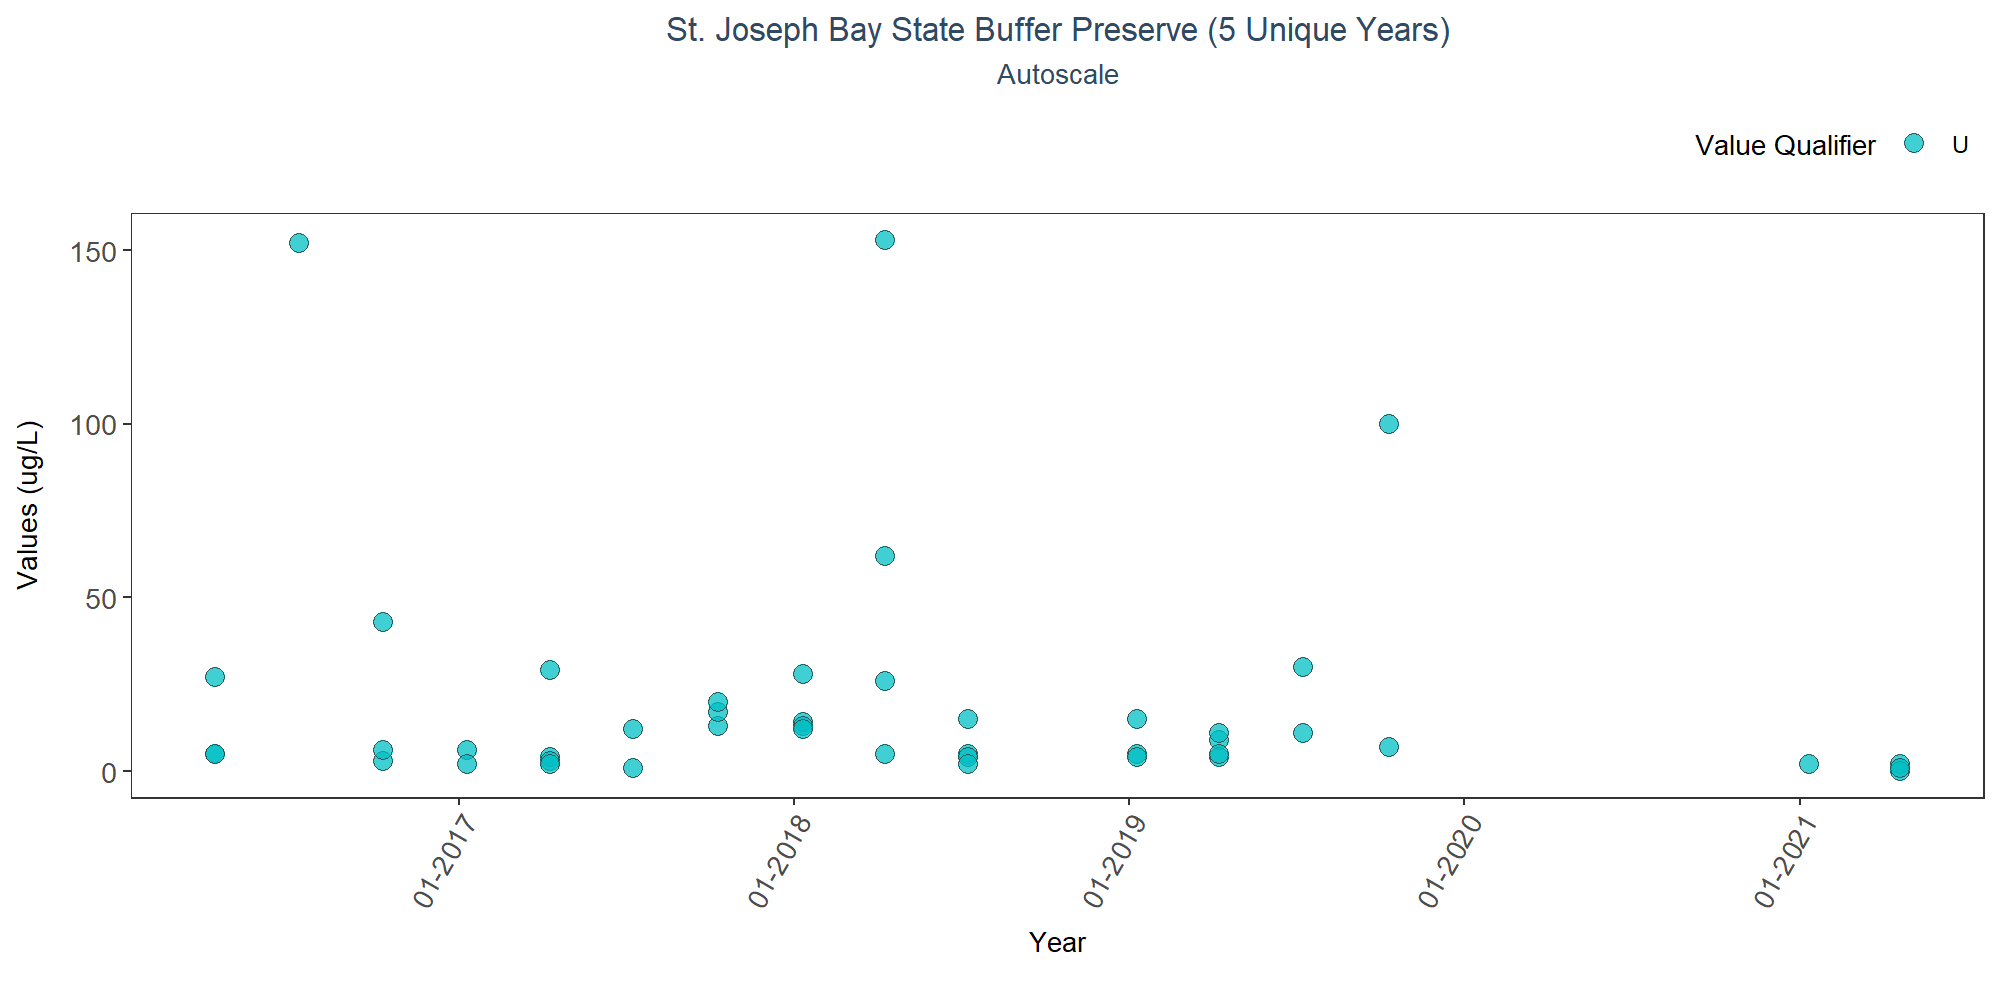 St. Joseph Bay State Buffer Preserve (5 Unique Years)
Autoscale
Value Qualifier U
Values (ug/L)
150
100
50
0
01-2017 01-2018 01-2019 01-2020 01-2021
Year